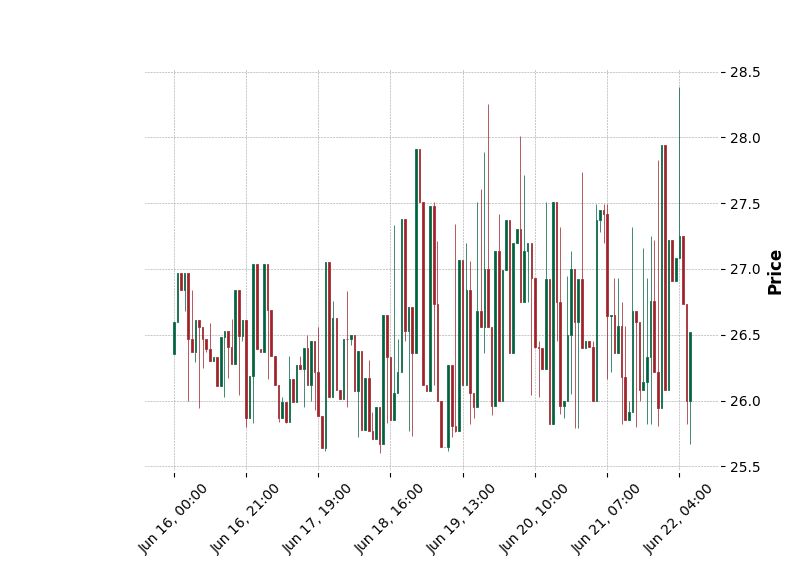 28.5
28.0
27.5
27.0
26.5
26.0
25.5
Price
Jun 16, 00:00
Jun 16, 21:00
Jun 17, 19:00
Jun 18, 16:00
Jun 19, 13:00
Jun 20, 10:00
Jun 21, 07:00
Jun 22, 04:00